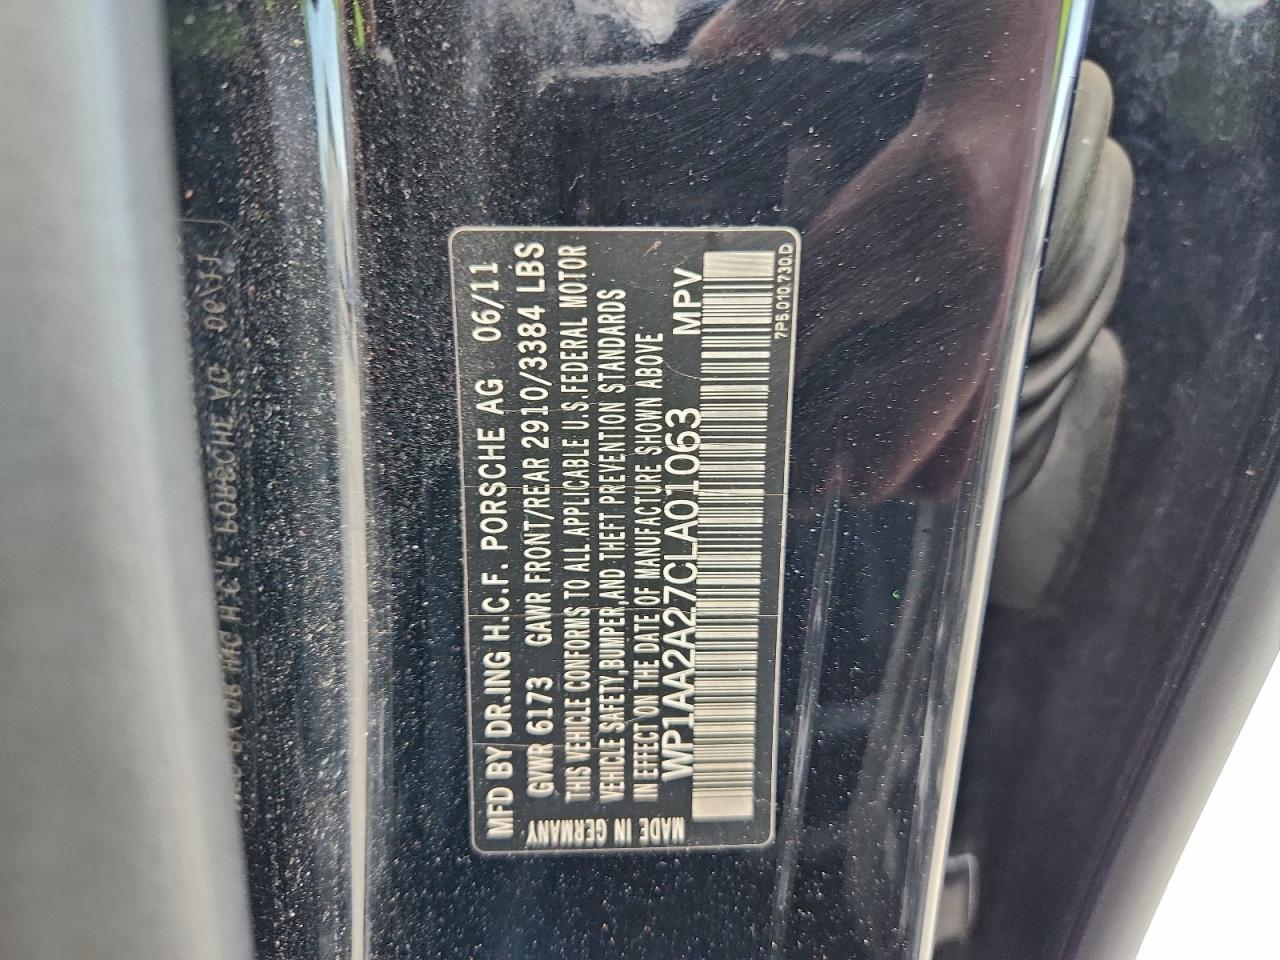 MFD BY DR.ING H.C.F. PORSCHE AG 06/11
GVWR 6173 GAWR FRONT/REAR 2910/3384 LBS
THIS VEHICLE CONFORMS TO ALL APPLICABLE U.S.FEDERAL MOTOR
VEHICLE SAFETY,BUMPER,AND THEFT PREVENTION STANDARDS
IN EFFECT ON THE DATE OF MANUFACTURE SHOWN ABOVE
WP1AA2A27CLA01063 MPV
MADE IN GERMANY
7P5.010.730.D